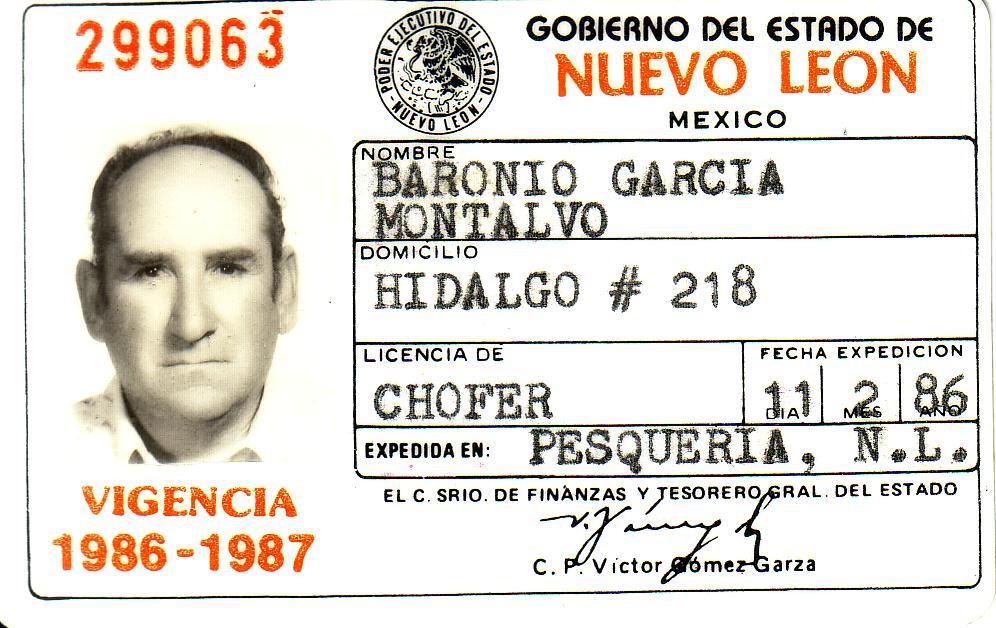 299063
PODER EJECUTIVO DEL ESTADO
NUEVO LEON
GOBIERNO DEL ESTADO DE
NUEVO LEON
MEXICO
NOMBRE
BARONIO GARCIA
MONTALVO
DOMICILIO
HIDALGO # 218
LICENCIA DE
CHOFER
FECHA EXPEDICION
11 2 86
DIA MES AÑO
EXPEDIDA EN: PESQUERIA, N.L.
VIGENCIA
1986-1987
EL C. SRIO. DE FINANZAS Y TESORERO GRAL. DEL ESTADO
C. P. Víctor Gómez Garza